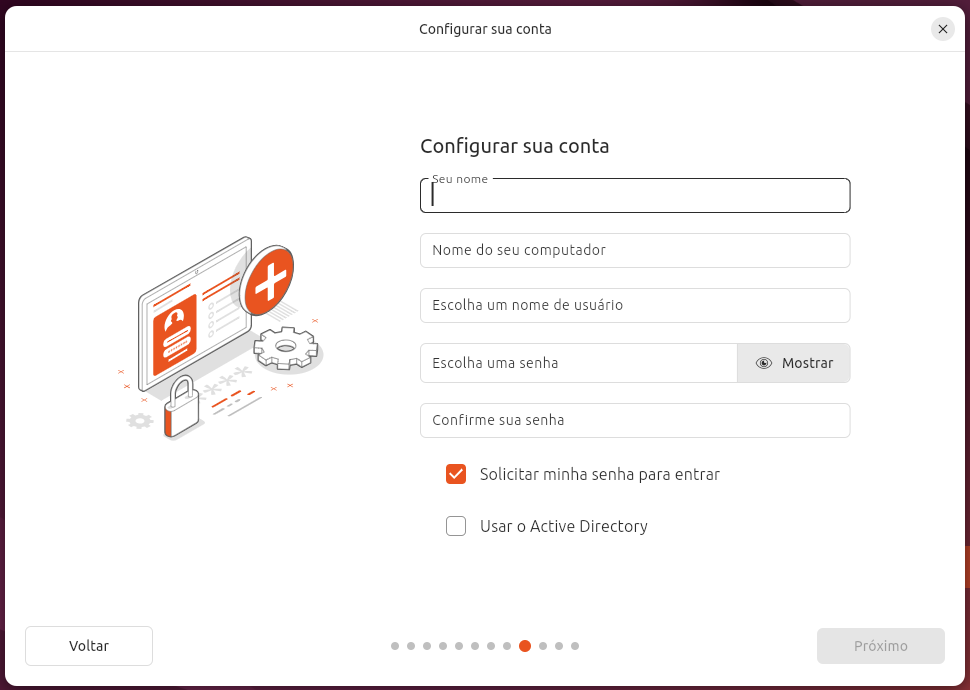 Configurar sua conta
Configurar sua conta
Seu nome
Nome do seu computador
Escolha um nome de usuário
Escolha uma senha
Mostrar
Confirme sua senha
Solicitar minha senha para entrar
Usar o Active Directory
Voltar
Próximo